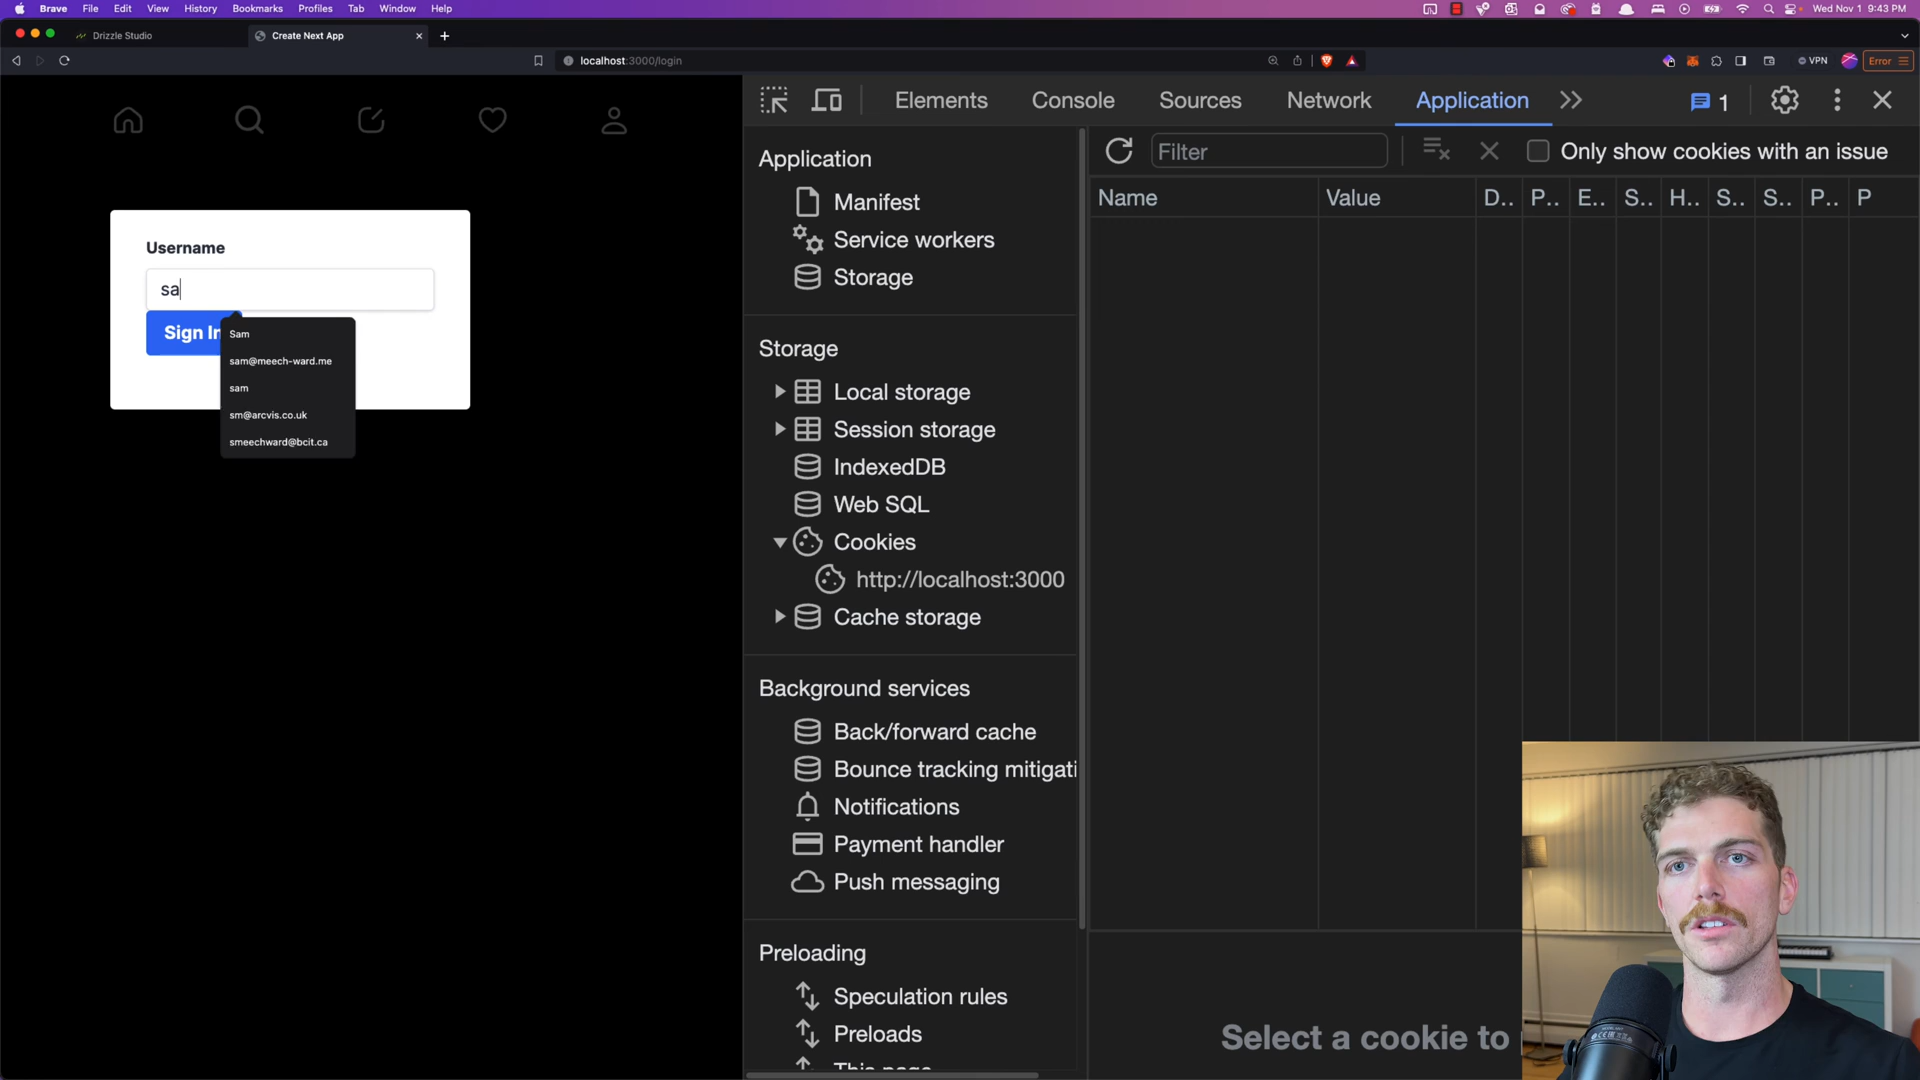 Brave File Edit View History Bookmarks Profiles Tab Window Help
Wed Nov 1 9:43 PM
Drizzle Studio
Create Next App
localhost:3000/login
VPN
Error
Elements Console Sources Network Application
1
Application
Manifest
Service workers
Storage
Storage
Local storage
Session storage
IndexedDB
Web SQL
Cookies
http://localhost:3000
Cache storage
Background services
Back/forward cache
Bounce tracking mitigati
Notifications
Payment handler
Push messaging
Preloading
Speculation rules
Preloads
This page
Filter
Only show cookies with an issue
Name Value D.. P.. E.. S.. H.. S.. S.. P.. P
Select a cookie to
Username
sa
Sign In
Sam
sam@meech-ward.me
sam
sm@arcvis.co.uk
smeechward@bcit.ca